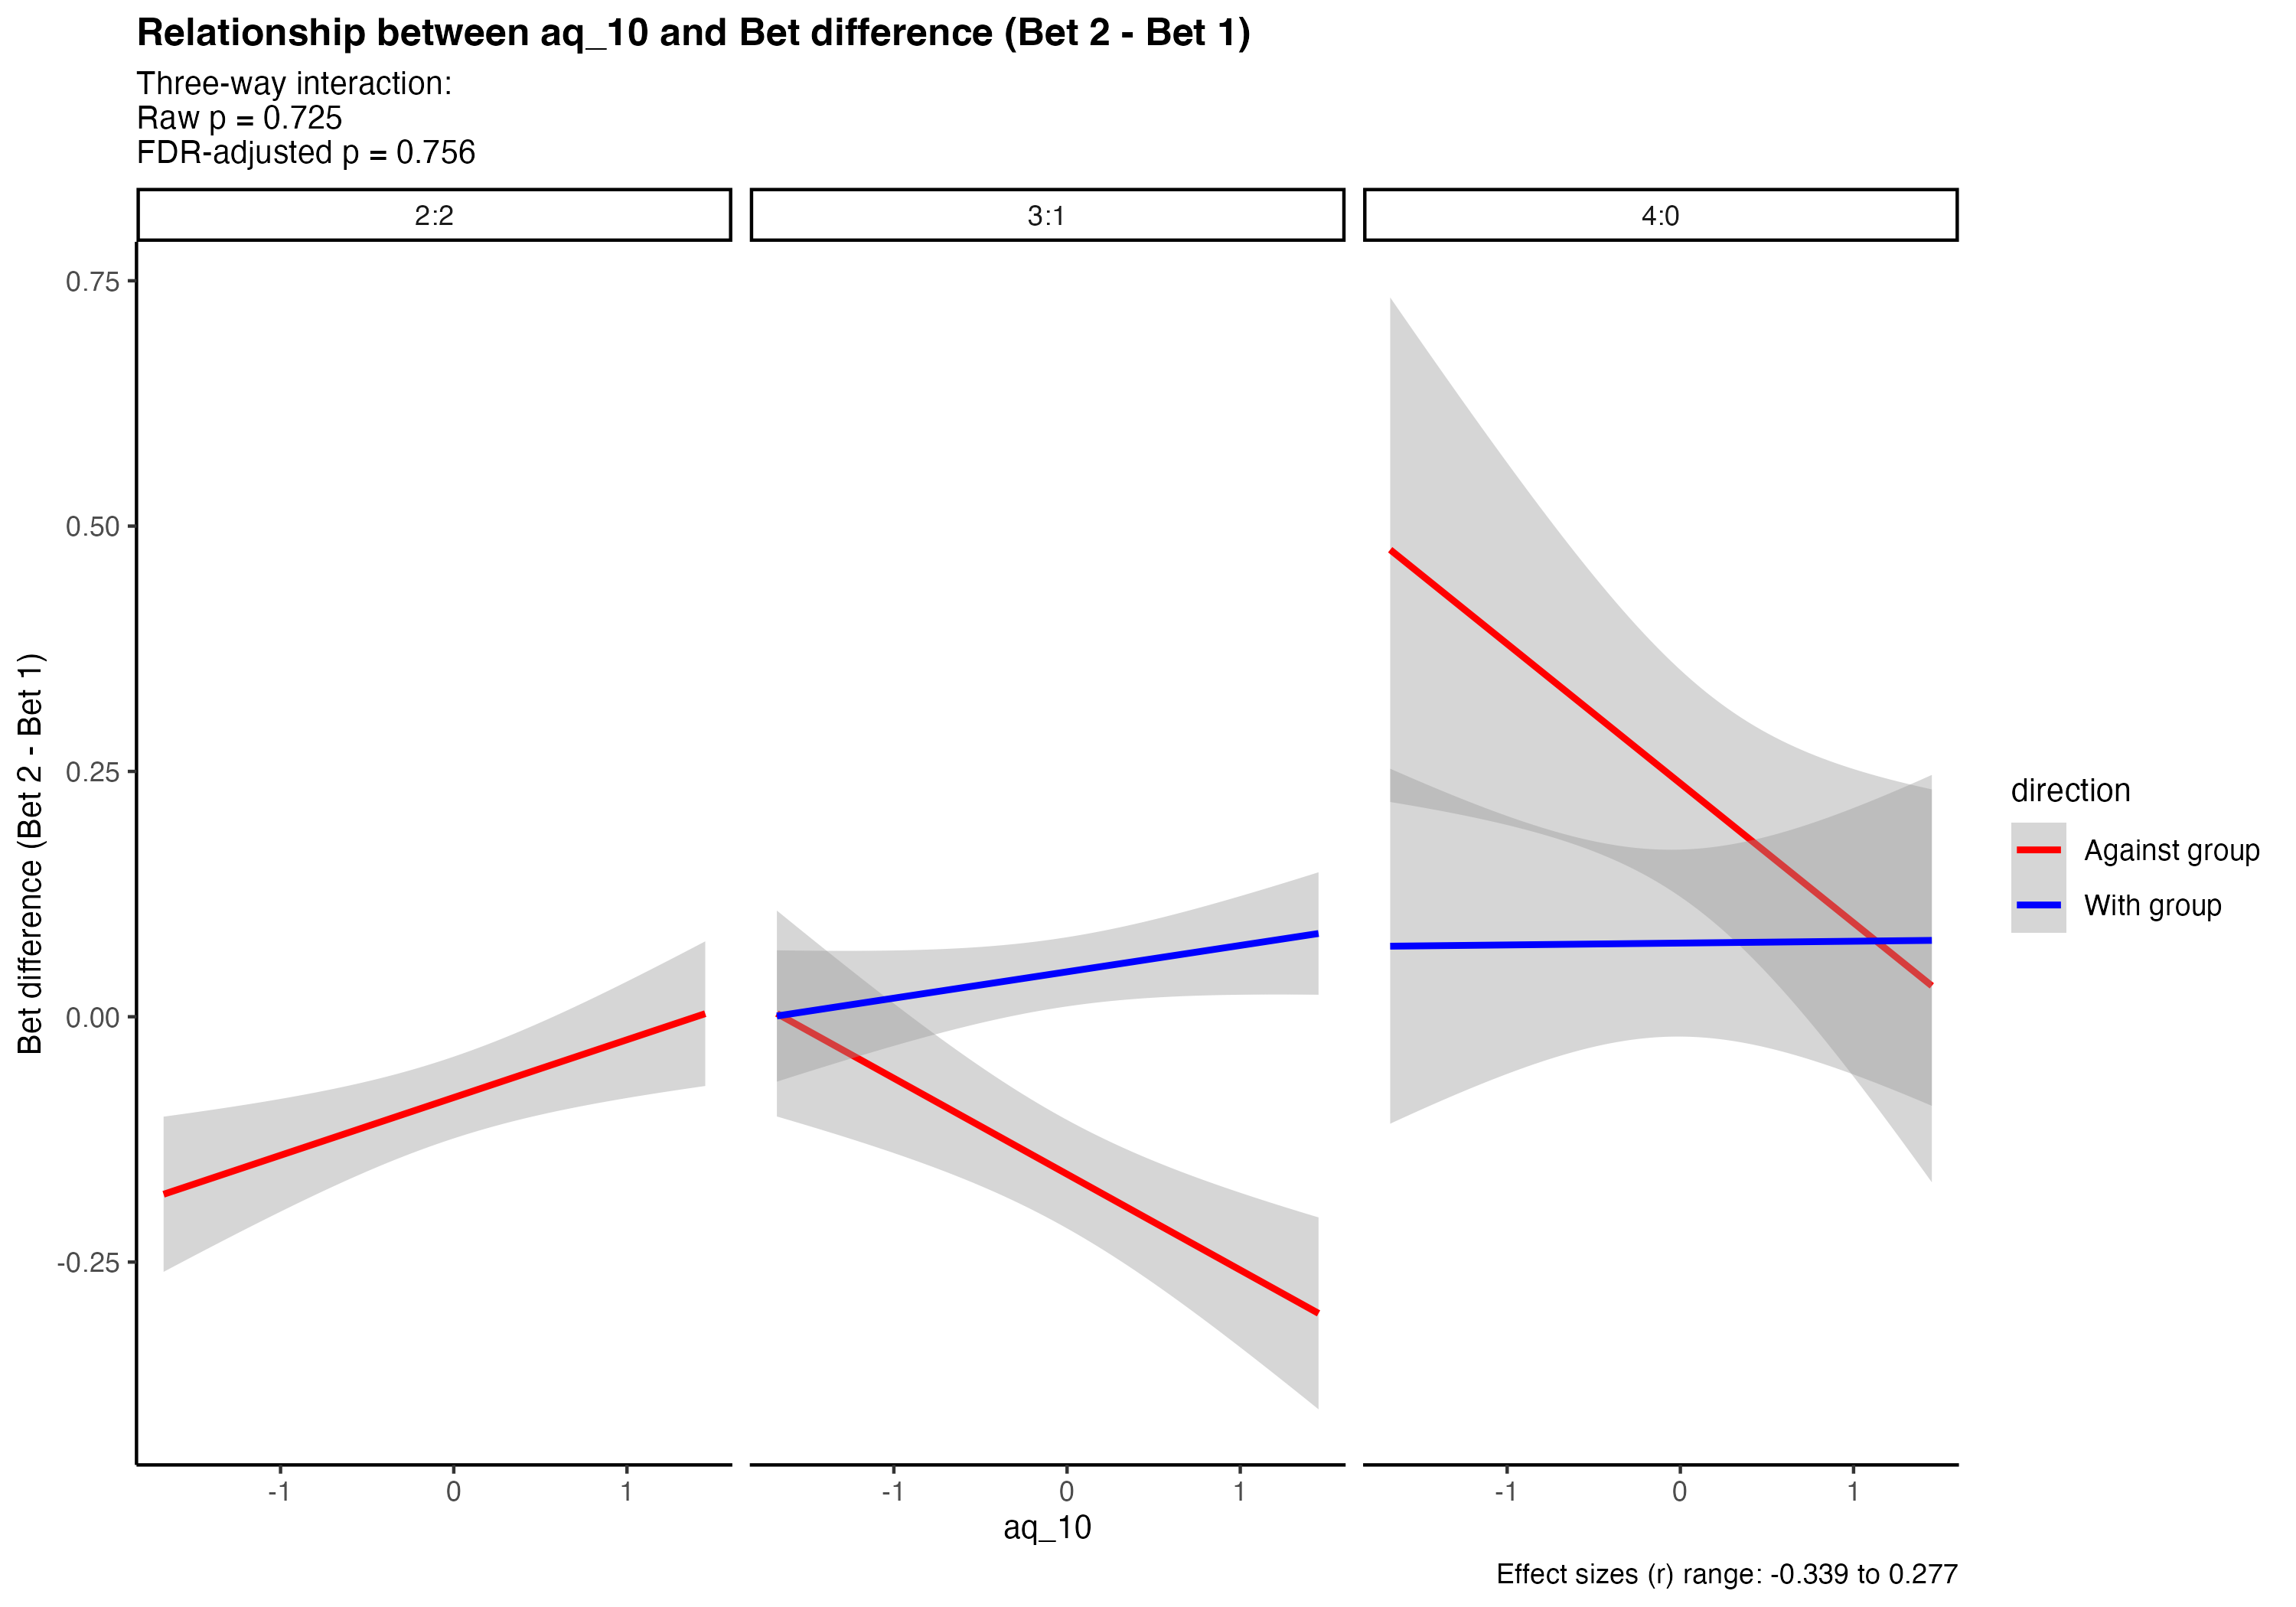 Relationship between aq_10 and Bet difference (Bet 2 - Bet 1)
Three-way interaction:
Raw p = 0.725
FDR-adjusted p = 0.756
2:2
3:1
4:0
0.75
0.50
0.25
0.00
-0.25
Bet difference (Bet 2 - Bet 1)
-1 0 1
-1 0 1
-1 0 1
aq_10
direction
Against group
With group
Effect sizes (r) range: -0.339 to 0.277